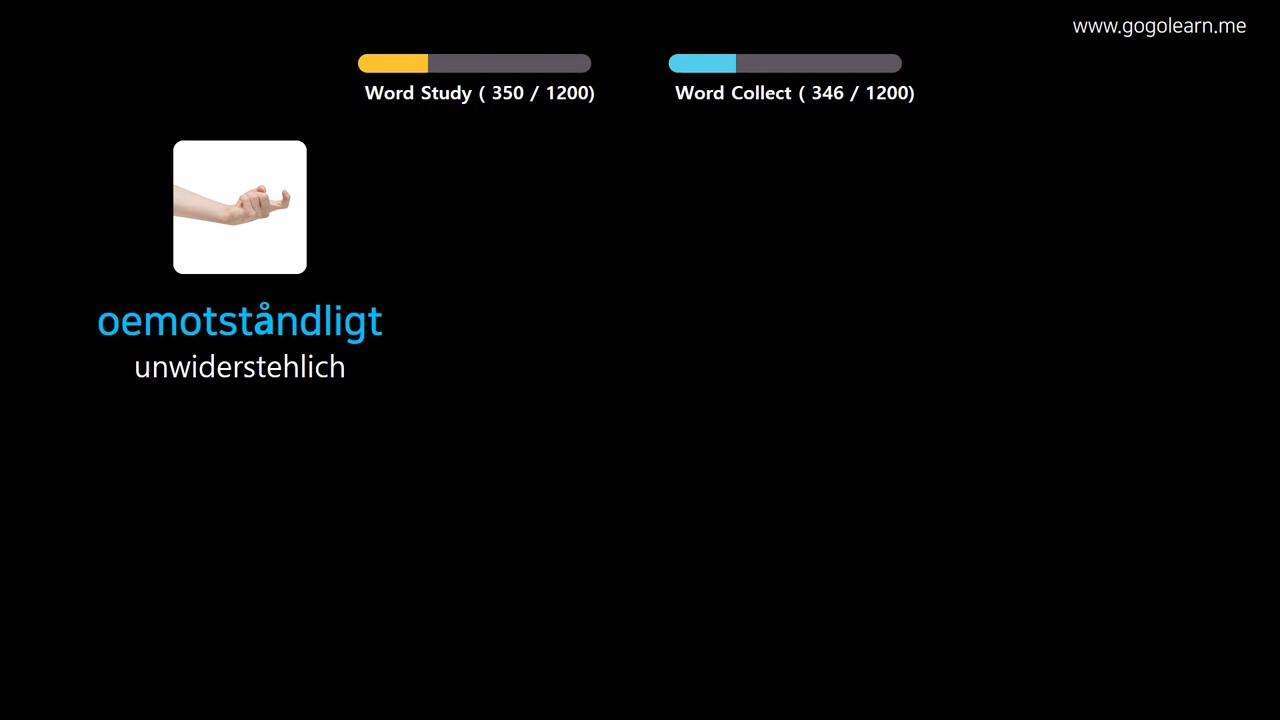 www.gogolearn.me
Word Study ( 350 / 1200)
Word Collect ( 346 / 1200)
oemotståndligt
unwiderstehlich